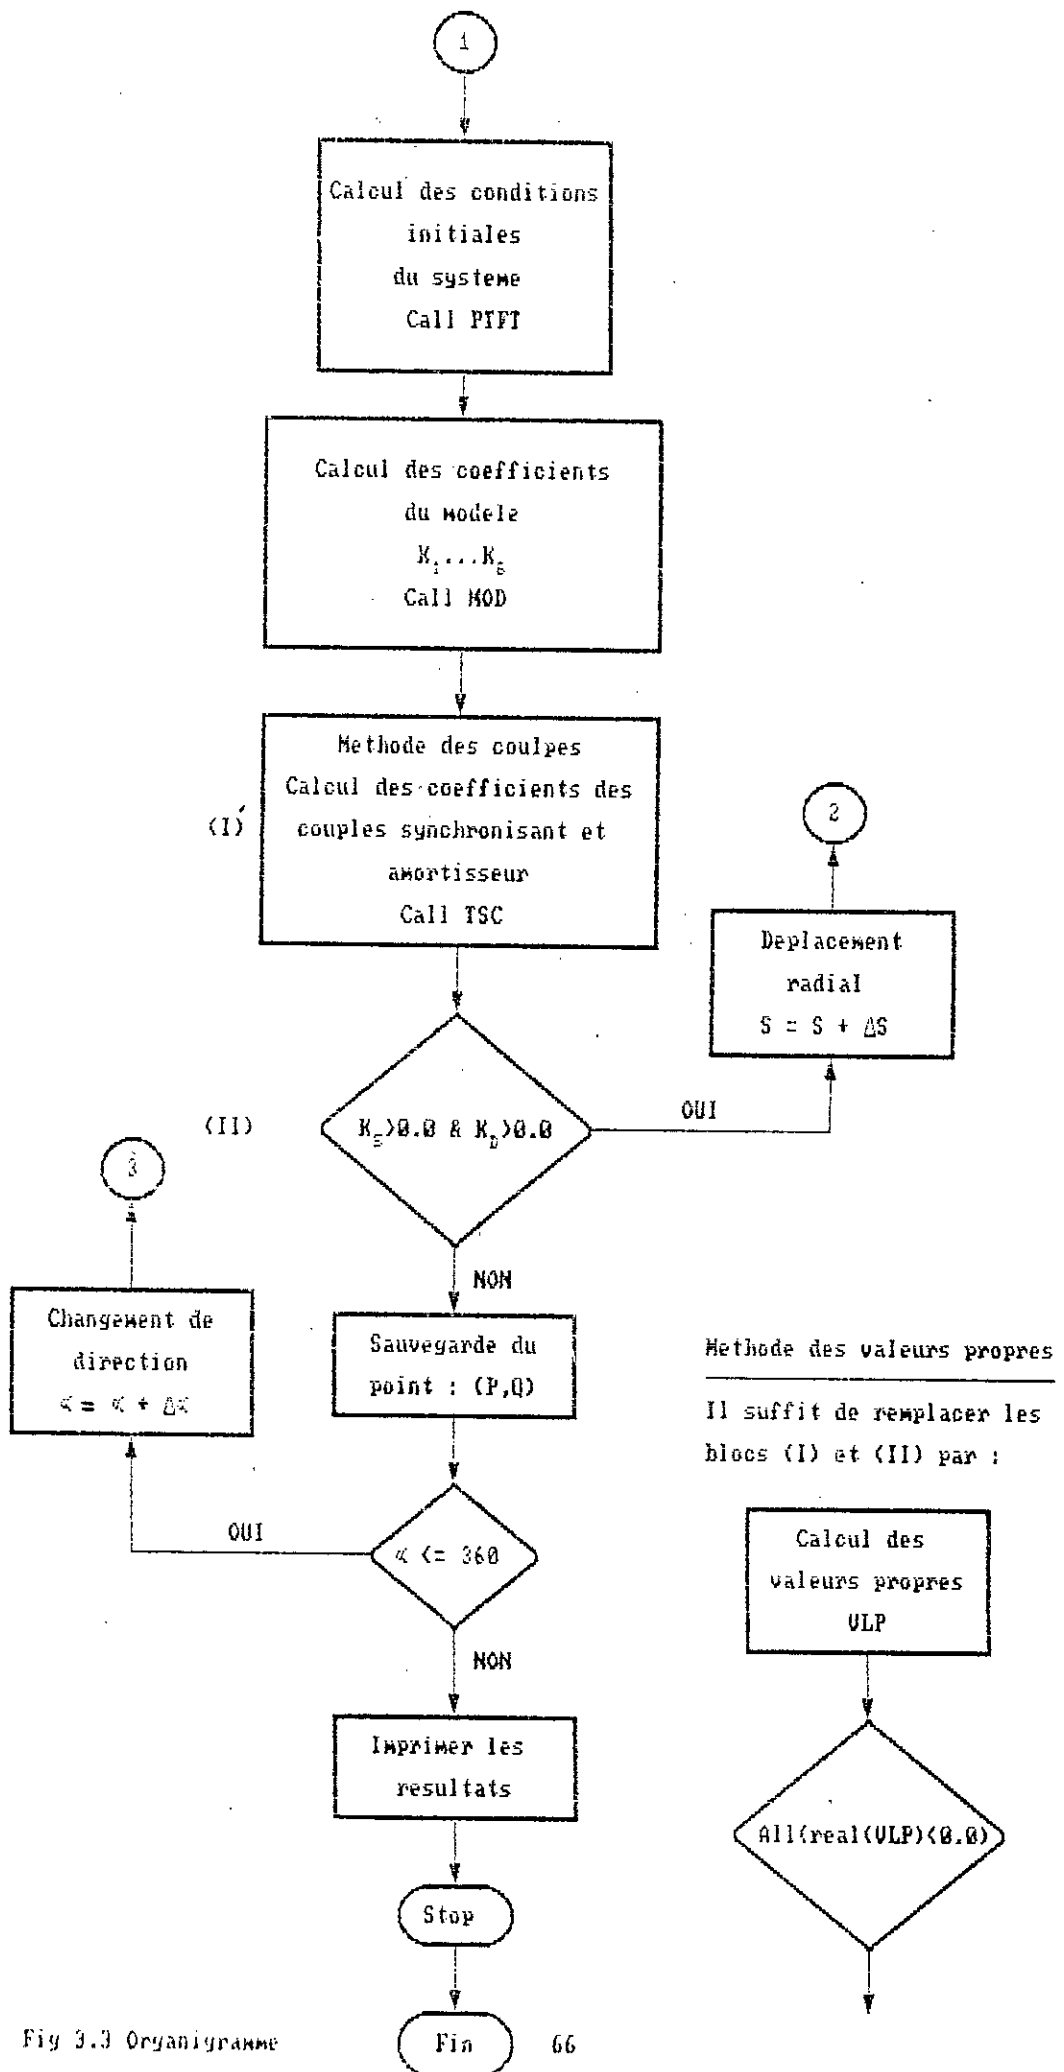 1
Calcul des conditions
initiales
du système
Call PTFT
Calcul des coefficients
du modele
K₁...K₆
Call MOD
(I)
Methode des coulpes
Calcul des coefficients des
couples synchronisant et
amortisseur
Call TSC
2
Deplacement
radial
S = S + ΔS
(II)
K_S>0.0 & K_D>0.0
OUI
NON
3
Changement de
direction
∝ = ∝ + Δ∝
Sauvegarde du
point : (P,Q)
OUI
∝ <= 360
NON
Imprimer les
resultats
Stop
Fin
Methode des valeurs propres
Il suffit de remplacer les
blocs (I) et (II) par :
Calcul des
valeurs propres
VLP
All(real(VLP)<0.0)
Fig 3.3 Organigramme
66